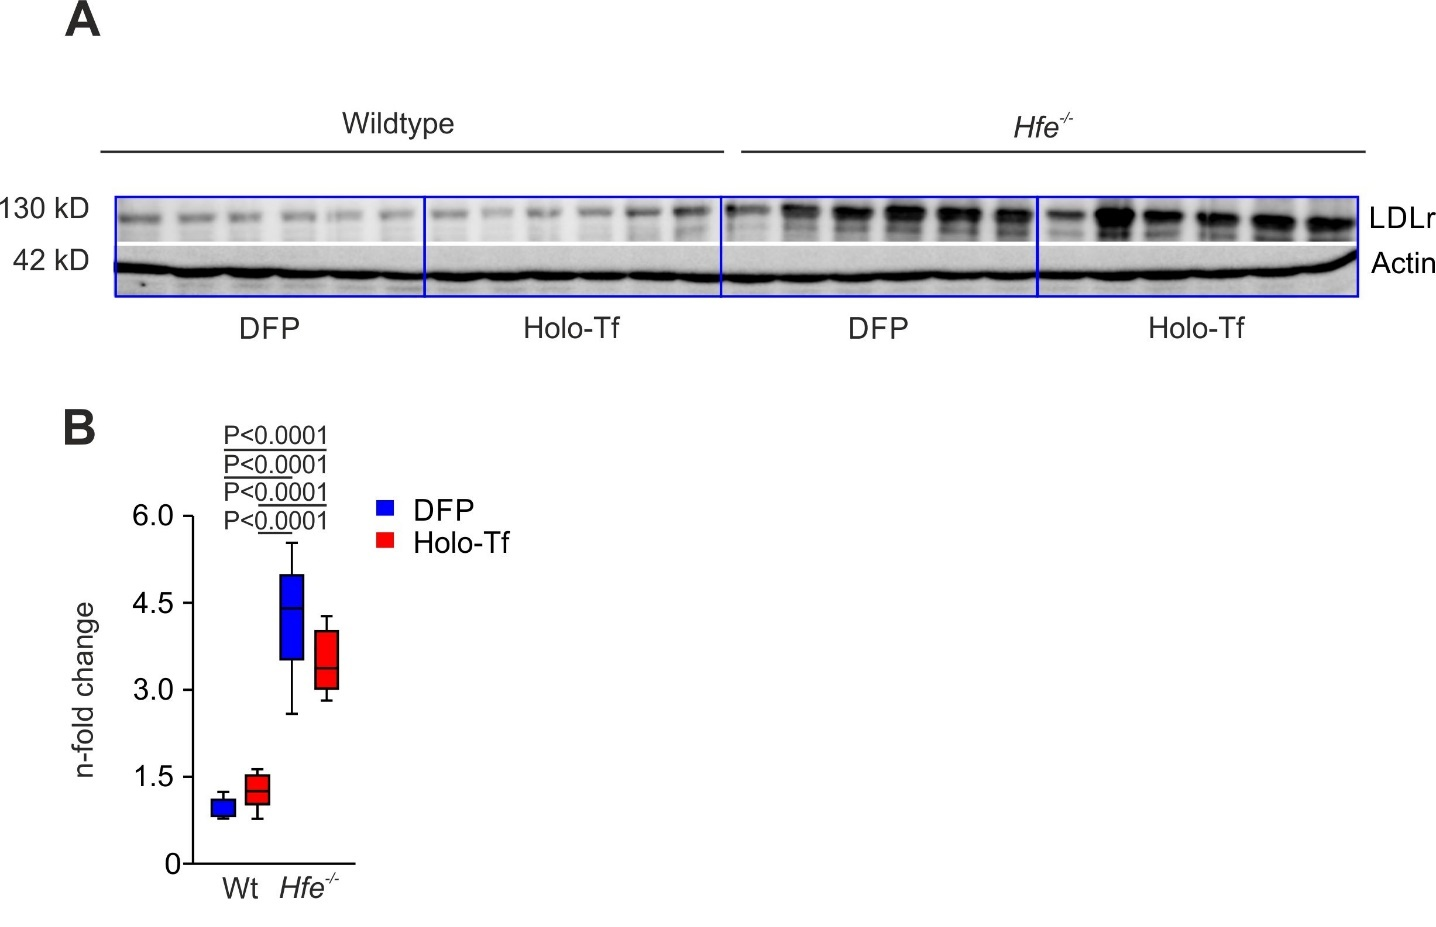 A
Wildtype
Hfe-/-
130 kD
LDLr
42 kD
Actin
DFP
Holo-Tf
DFP
Holo-Tf
B
P<0.0001
P<0.0001
P<0.0001
P<0.0001
DFP
Holo-Tf
6.0
4.5
3.0
1.5
0
n-fold change
Wt
Hfe-/-